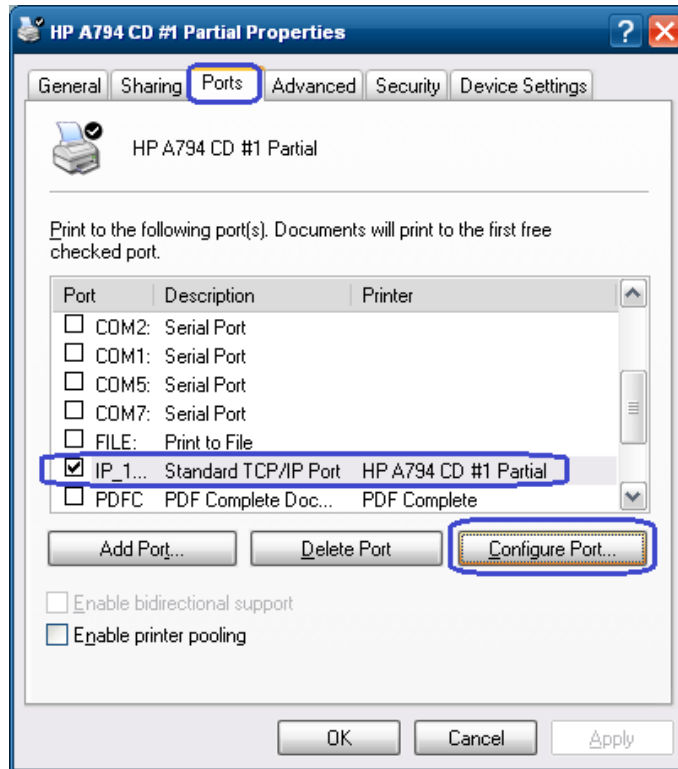 HP A794 CD #1 Partial Properties
General Sharing Ports Advanced Security Device Settings
HP A794 CD #1 Partial
Print to the following port(s). Documents will print to the first free
checked port.
Port Description Printer
COM2: Serial Port
COM1: Serial Port
COM5: Serial Port
COM7: Serial Port
FILE: Print to File
IP_1... Standard TCP/IP Port HP A794 CD #1 Partial
PDFC PDF Complete Doc... PDF Complete
Add Port... Delete Port Configure Port...
Enable bidirectional support
Enable printer pooling
OK Cancel Apply